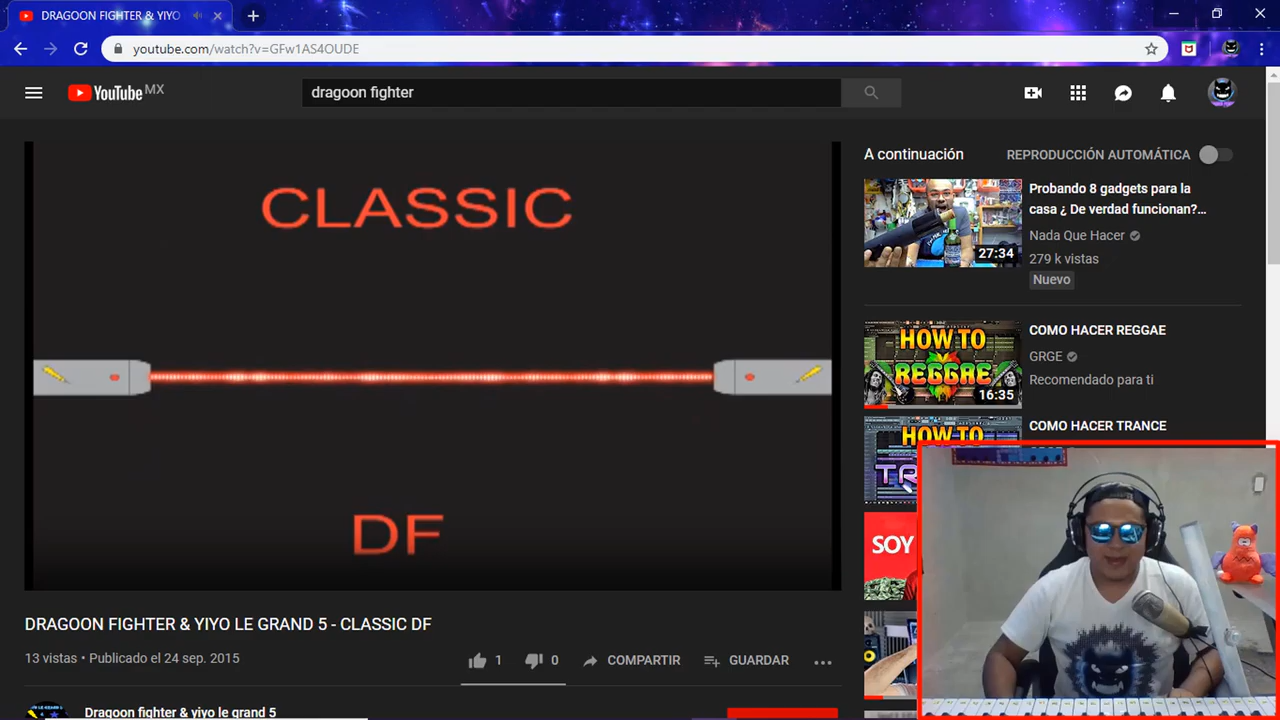 DRAGOON FIGHTER & YIYO
youtube.com/watch?v=GFw1AS4OUDE
YouTube MX
dragoon fighter
CLASSIC
DF
DRAGOON FIGHTER & YIYO LE GRAND 5 - CLASSIC DF
13 vistas • Publicado el 24 sep. 2015
1
0
COMPARTIR
GUARDAR
Dragoon fighter & yiyo le grand 5
A continuación
REPRODUCCIÓN AUTOMÁTICA
27:34
Probando 8 gadgets para la
casa ¿ De verdad funcionan?...
Nada Que Hacer
279 k vistas
Nuevo
HOW TO
REGGAE
16:35
COMO HACER REGGAE
GRGE
Recomendado para ti
HOW TO
COMO HACER TRANCE
SOY